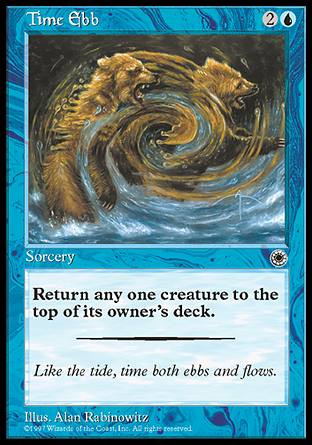 Time Ebb 2
Sorcery
Return any one creature to the
top of its owner's deck.
Like the tide, time both ebbs and flows.
Illus. Alan Rabinowitz
©1997 Wizards of the Coast, Inc. All rights reserved.